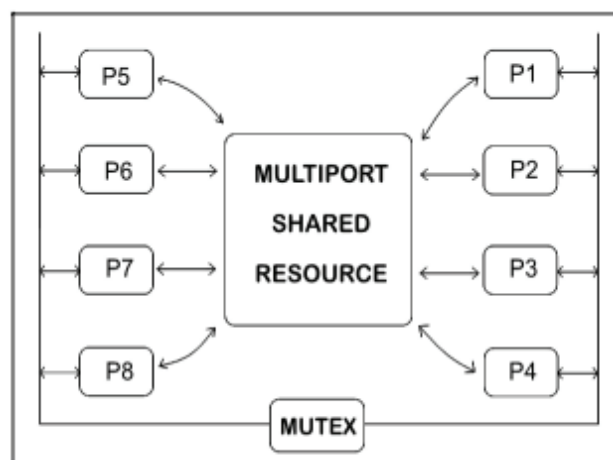 P5
P1
P6
MULTIPORT
P2
SHARED
P7
RESOURCE
P3
P8
P4
MUTEX